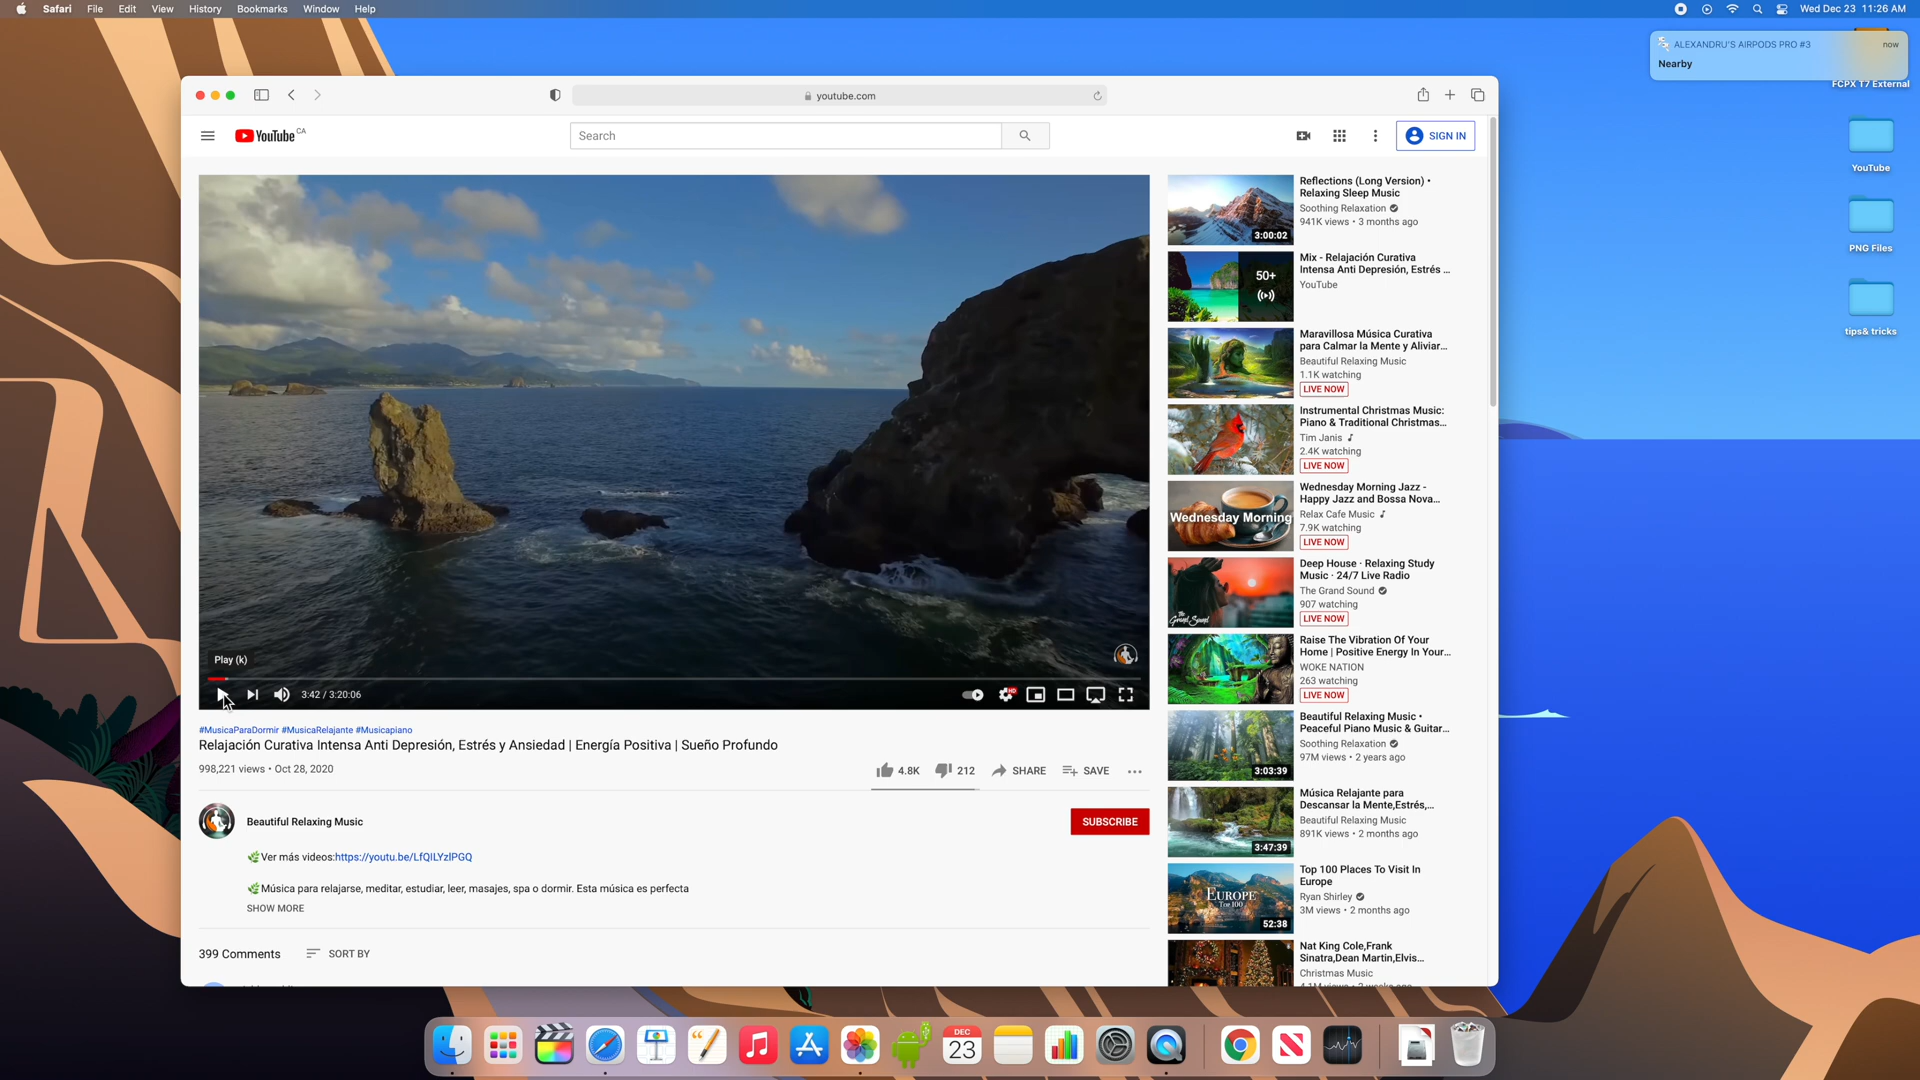 Safari File Edit View History Bookmarks Window Help
Wed Dec 23 11:26 AM
ALEXANDRU'S AIRPODS PRO #3 now
Nearby
FCPX T7 External
YouTube
PNG Files
tips& tricks
youtube.com
YouTube CA
Search
SIGN IN
Play (k)
3:42 / 3:20:06
HD
#MusicaParaDormir #MusicaRelajante #Musicapiano
Relajación Curativa Intensa Anti Depresión, Estrés y Ansiedad | Energía Positiva | Sueño Profundo
998,221 views • Oct 28, 2020
4.8K 212 SHARE SAVE
Beautiful Relaxing Music
SUBSCRIBE
Ver más videos:https://youtu.be/LfQILYzIPGQ
Música para relajarse, meditar, estudiar, leer, masajes, spa o dormir. Esta música es perfecta
SHOW MORE
399 Comments SORT BY
3:00:02
Reflections (Long Version) •
Relaxing Sleep Music
Soothing Relaxation
941K views • 3 months ago
50+
Mix - Relajación Curativa
Intensa Anti Depresión, Estrés ...
YouTube
Maravillosa Música Curativa
para Calmar la Mente y Aliviar...
Beautiful Relaxing Music
1.1K watching
LIVE NOW
Instrumental Christmas Music:
Piano & Traditional Christmas...
Tim Janis
2.4K watching
LIVE NOW
Wednesday Morning
Wednesday Morning Jazz -
Happy Jazz and Bossa Nova...
Relax Cafe Music
7.9K watching
LIVE NOW
The
Grand Sound
Deep House · Relaxing Study
Music · 24/7 Live Radio
The Grand Sound
907 watching
LIVE NOW
Raise The Vibration Of Your
Home | Positive Energy In Your...
WOKE NATION
263 watching
LIVE NOW
3:03:39
Beautiful Relaxing Music •
Peaceful Piano Music & Guitar...
Soothing Relaxation
97M views • 2 years ago
3:47:39
Música Relajante para
Descansar la Mente,Estrés,...
Beautiful Relaxing Music
891K views • 2 months ago
EUROPE
TOP 100
52:38
Top 100 Places To Visit In
Europe
Ryan Shirley
3M views • 2 months ago
Nat King Cole,Frank
Sinatra,Dean Martin,Elvis...
Christmas Music
DEC
23